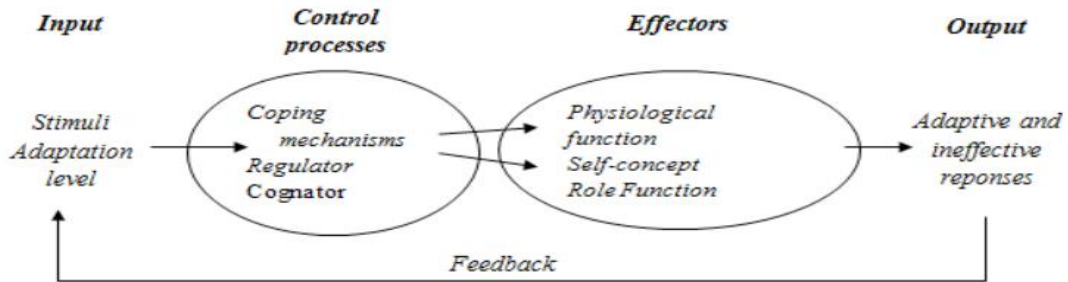 Input
Control
processes
Effectors
Output
Stimuli
Adaptation
level
Coping
mechanisms
Regulator
Cognator
Physiological
function
Self-concept
Role Function
Adaptive and
ineffective
reponses
Feedback